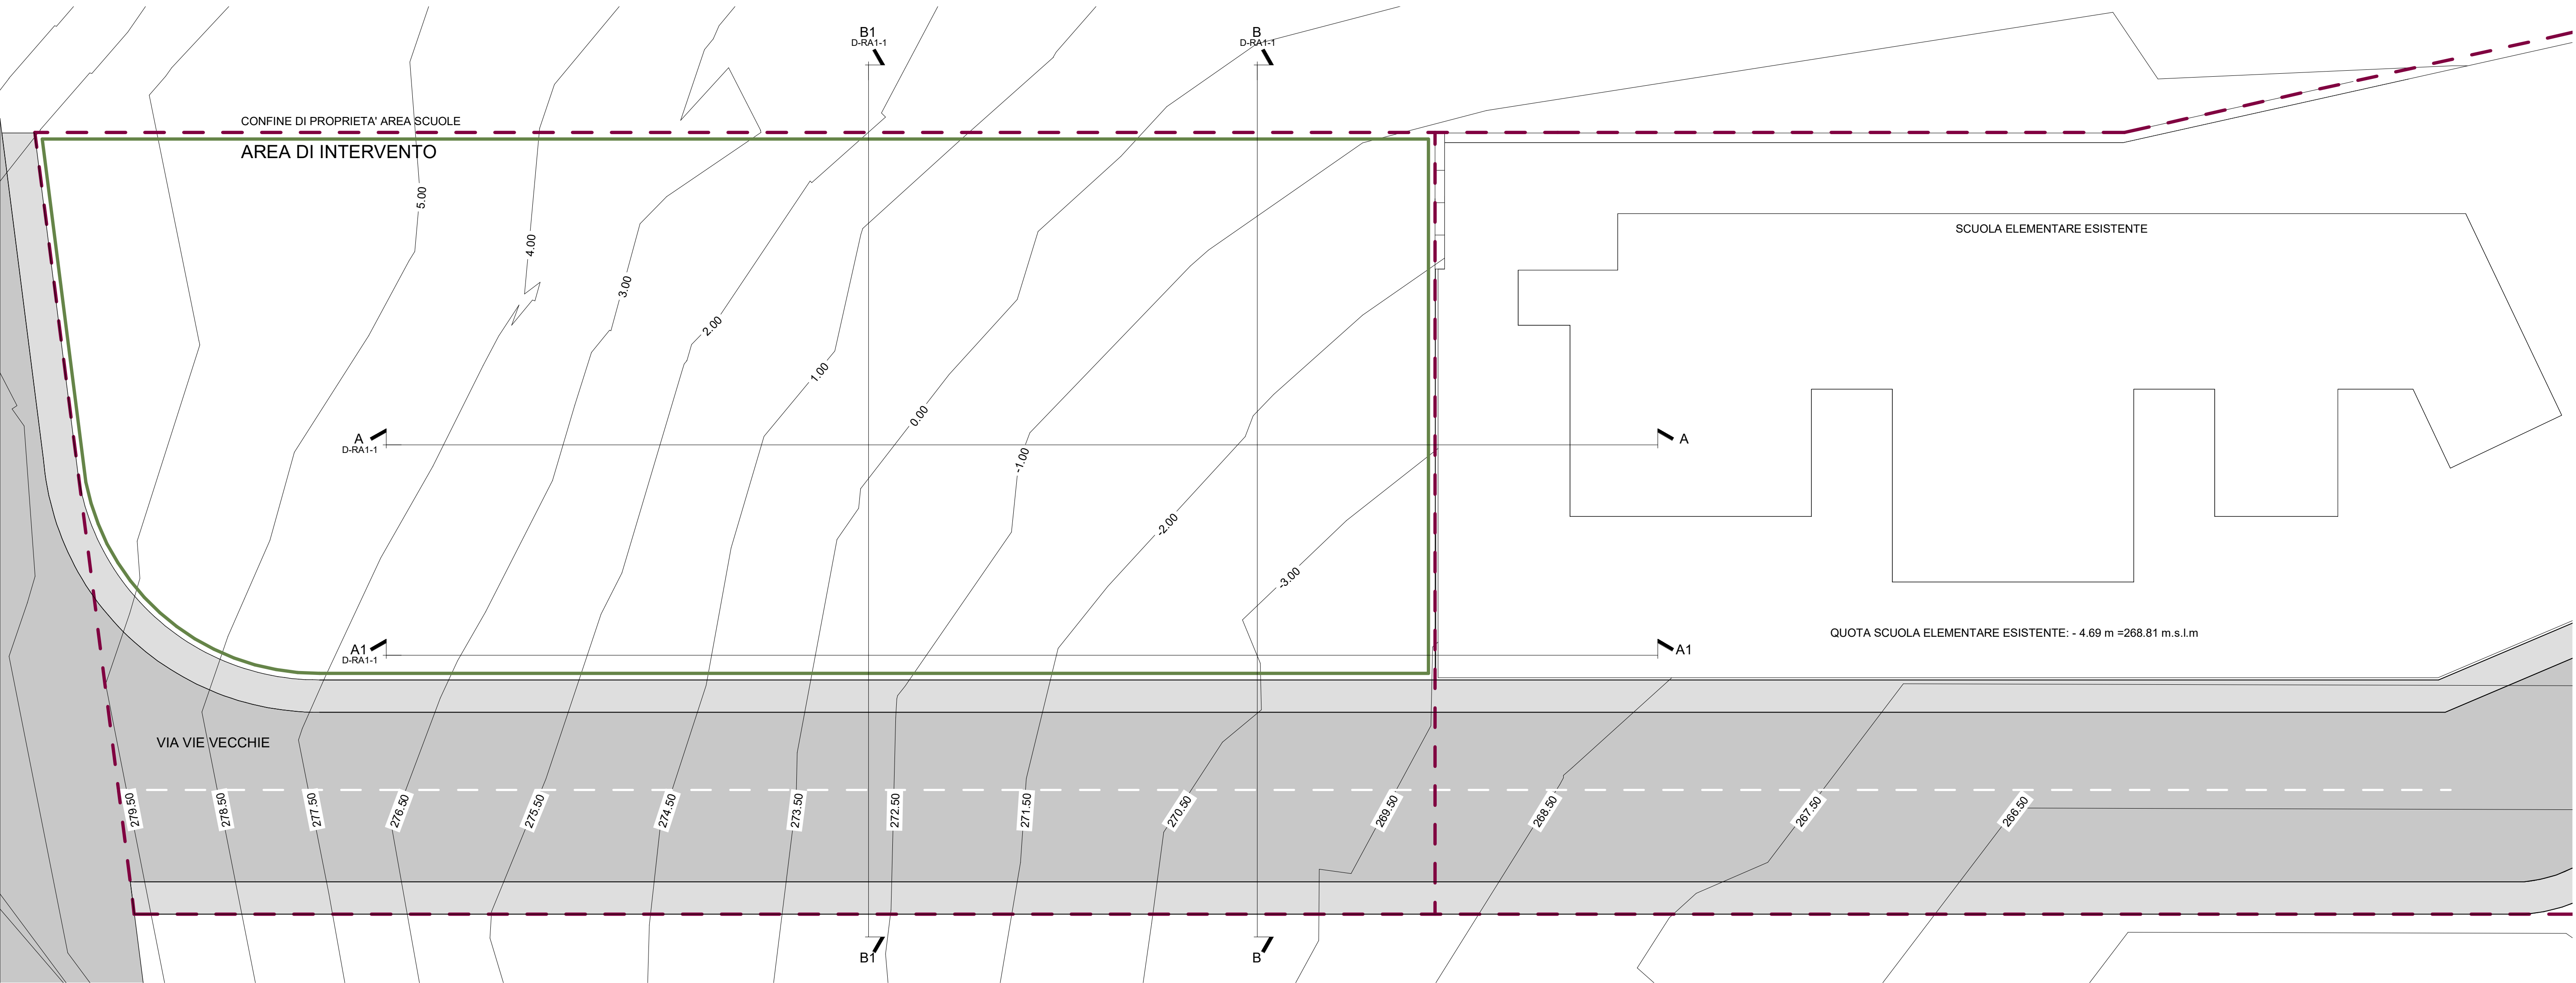 B1
D-RA1-1
B
D-RA1-1
CONFINE DI PROPRIETA' AREA SCUOLE
AREA DI INTERVENTO
5.00
4.00
3.00
2.00
1.00
0.00
-1.00
-2.00
-3.00
SCUOLA ELEMENTARE ESISTENTE
A
D-RA1-1
A
QUOTA SCUOLA ELEMENTARE ESISTENTE: - 4.69 m =268.81 m.s.l.m
A1
D-RA1-1
A1
VIA VIE VECCHIE
279.50
278.50
277.50
276.50
275.50
274.50
273.50
272.50
271.50
270.50
269.50
268.50
267.50
266.50
B1
B